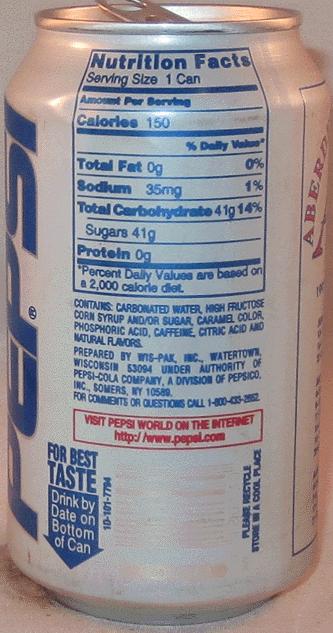 PEPSI
®
Nutrition Facts
Serving Size 1 Can
Amount Per Serving
Calories 150
% Daily Value*
Total Fat 0g 0%
Sodium 35mg 1%
Total Carbohydrate 41g 14%
Sugars 41g
Protein 0g
*Percent Daily Values are based on
a 2,000 calorie diet.
CONTAINS: CARBONATED WATER, HIGH FRUCTOSE
CORN SYRUP AND/OR SUGAR, CARAMEL COLOR,
PHOSPHORIC ACID, CAFFEINE, CITRIC ACID AND
NATURAL FLAVORS.
PREPARED BY WIS-PAK, INC., WATERTOWN,
WISCONSIN 53094 UNDER AUTHORITY OF
PEPSI-COLA COMPANY, A DIVISION OF PEPSICO,
INC., SOMERS, NY 10589.
FOR COMMENTS OR QUESTIONS CALL 1-800-433-2652.
VISIT PEPSI WORLD ON THE INTERNET
http://www.pepsi.com
FOR BEST
TASTE
Drink by
Date on
Bottom
of Can
10-101-7794
PLEASE RECYCLE
STORE IN A COOL PLACE
ABERD